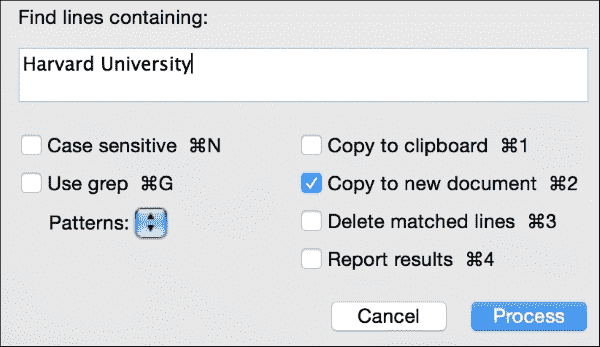 Find lines containing:
Harvard University
Case sensitive ⌘N
Copy to clipboard ⌘1
Use grep ⌘G
Copy to new document ⌘2
Patterns:
Delete matched lines ⌘3
Report results ⌘4
Cancel
Process